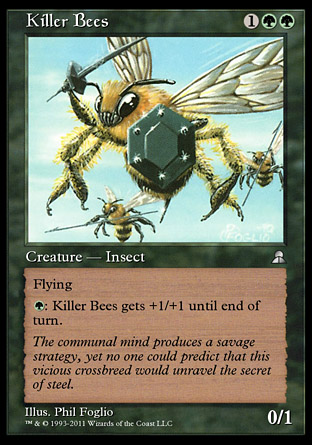 Killer Bees 1
Creature — Insect
Flying
: Killer Bees gets +1/+1 until end of
turn.
The communal mind produces a savage
strategy, yet no one could predict that this
vicious crossbreed would unravel the secret
of steel.
Illus. Phil Foglio
™ & © 1993-2011 Wizards of the Coast LLC
0/1